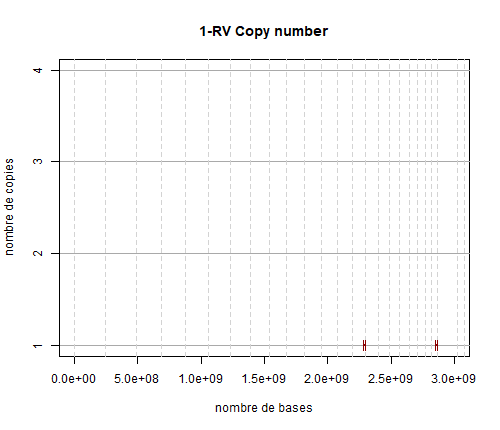 1-RV Copy number
nombre de copies
4
3
2
1
0.0e+00 5.0e+08 1.0e+09 1.5e+09 2.0e+09 2.5e+09 3.0e+09
nombre de bases